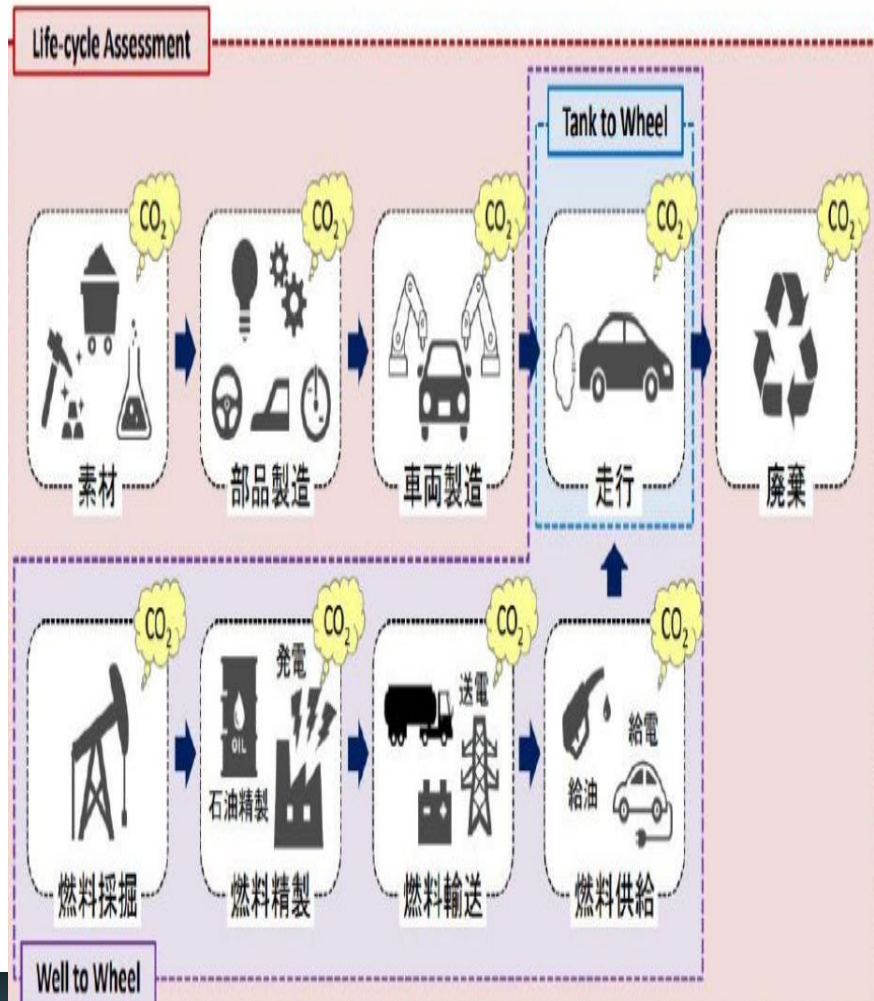 Life-cycle Assessment
Tank to Wheel
CO₂
CO₂
CO₂
CO₂
CO₂
素材
部品製造
車両製造
走行
廃棄
CO₂
CO₂
CO₂
CO₂
発電
送電
給電
OIL
石油精製
給油
燃料採掘
燃料精製
燃料輸送
燃料供給
Well to Wheel